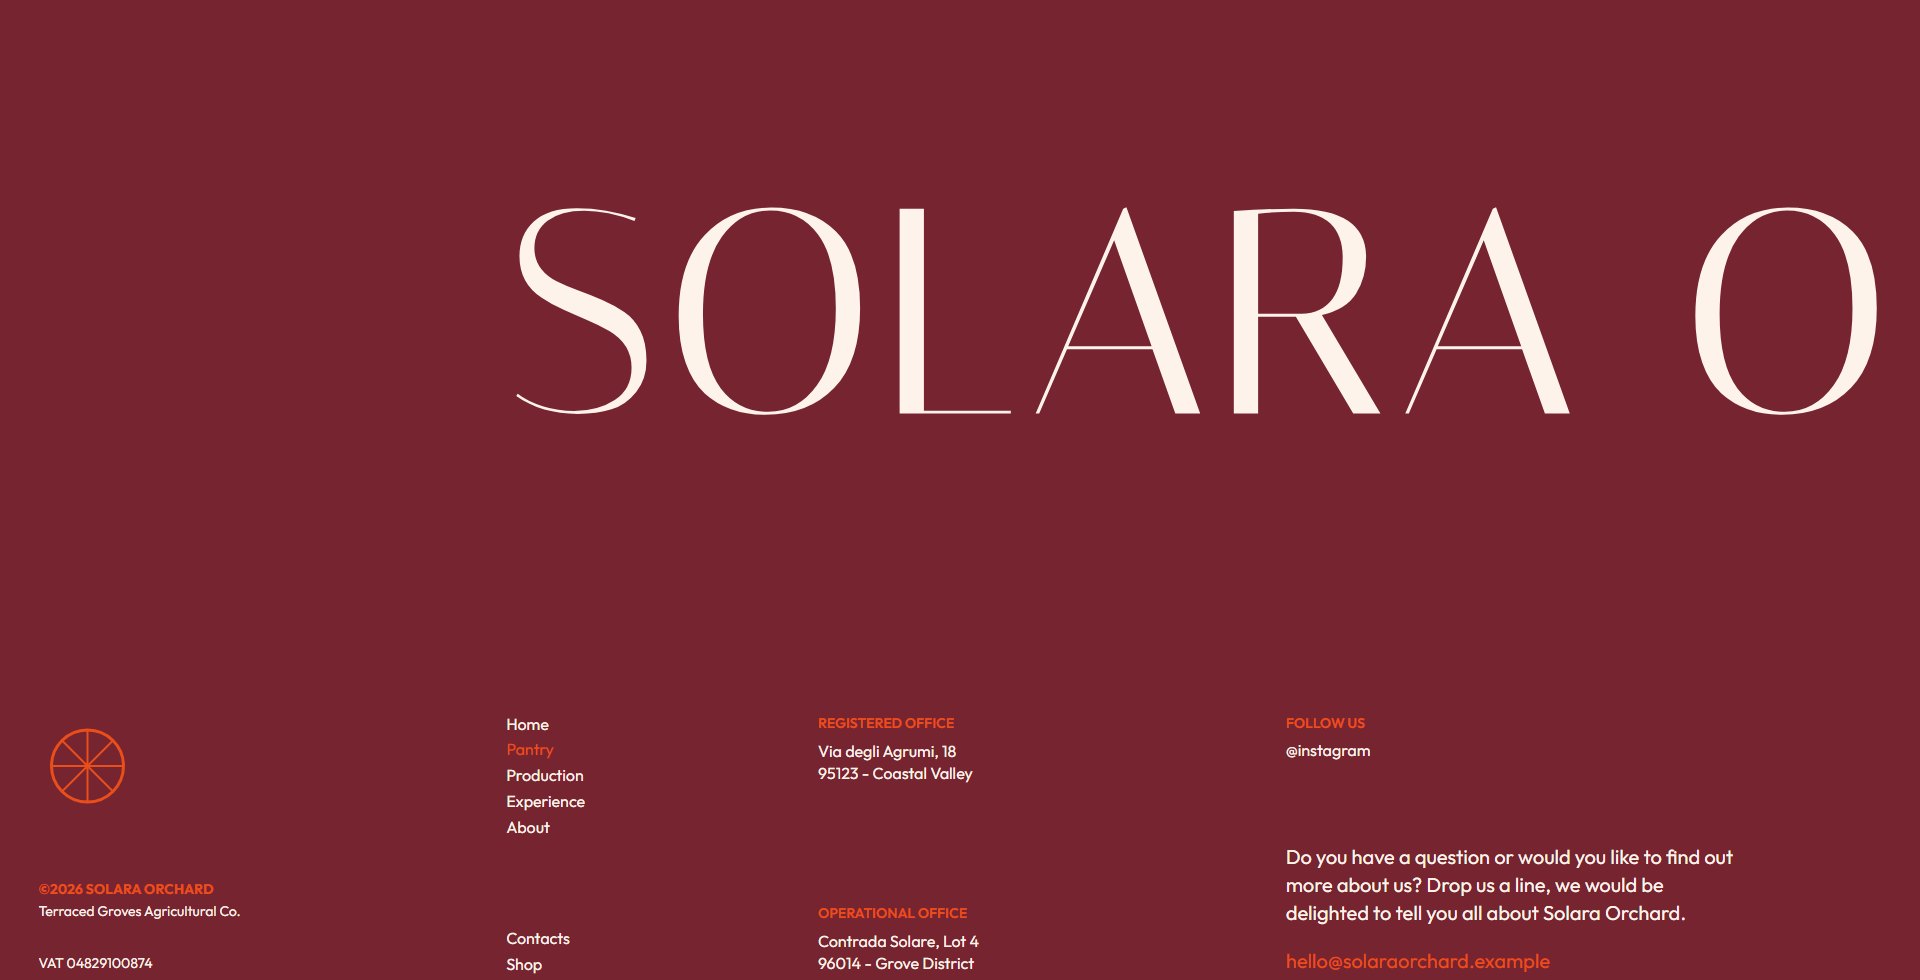 SOLARA O
©2026 SOLARA ORCHARD
Terraced Groves Agricultural Co.
VAT 04829100874
Home
Pantry
Production
Experience
About
Contacts
Shop
REGISTERED OFFICE
Via degli Agrumi, 18
95123 - Coastal Valley
OPERATIONAL OFFICE
Contrada Solare, Lot 4
96014 - Grove District
FOLLOW US
@instagram
Do you have a question or would you like to find out
more about us? Drop us a line, we would be
delighted to tell you all about Solara Orchard.
hello@solaraorchard.example